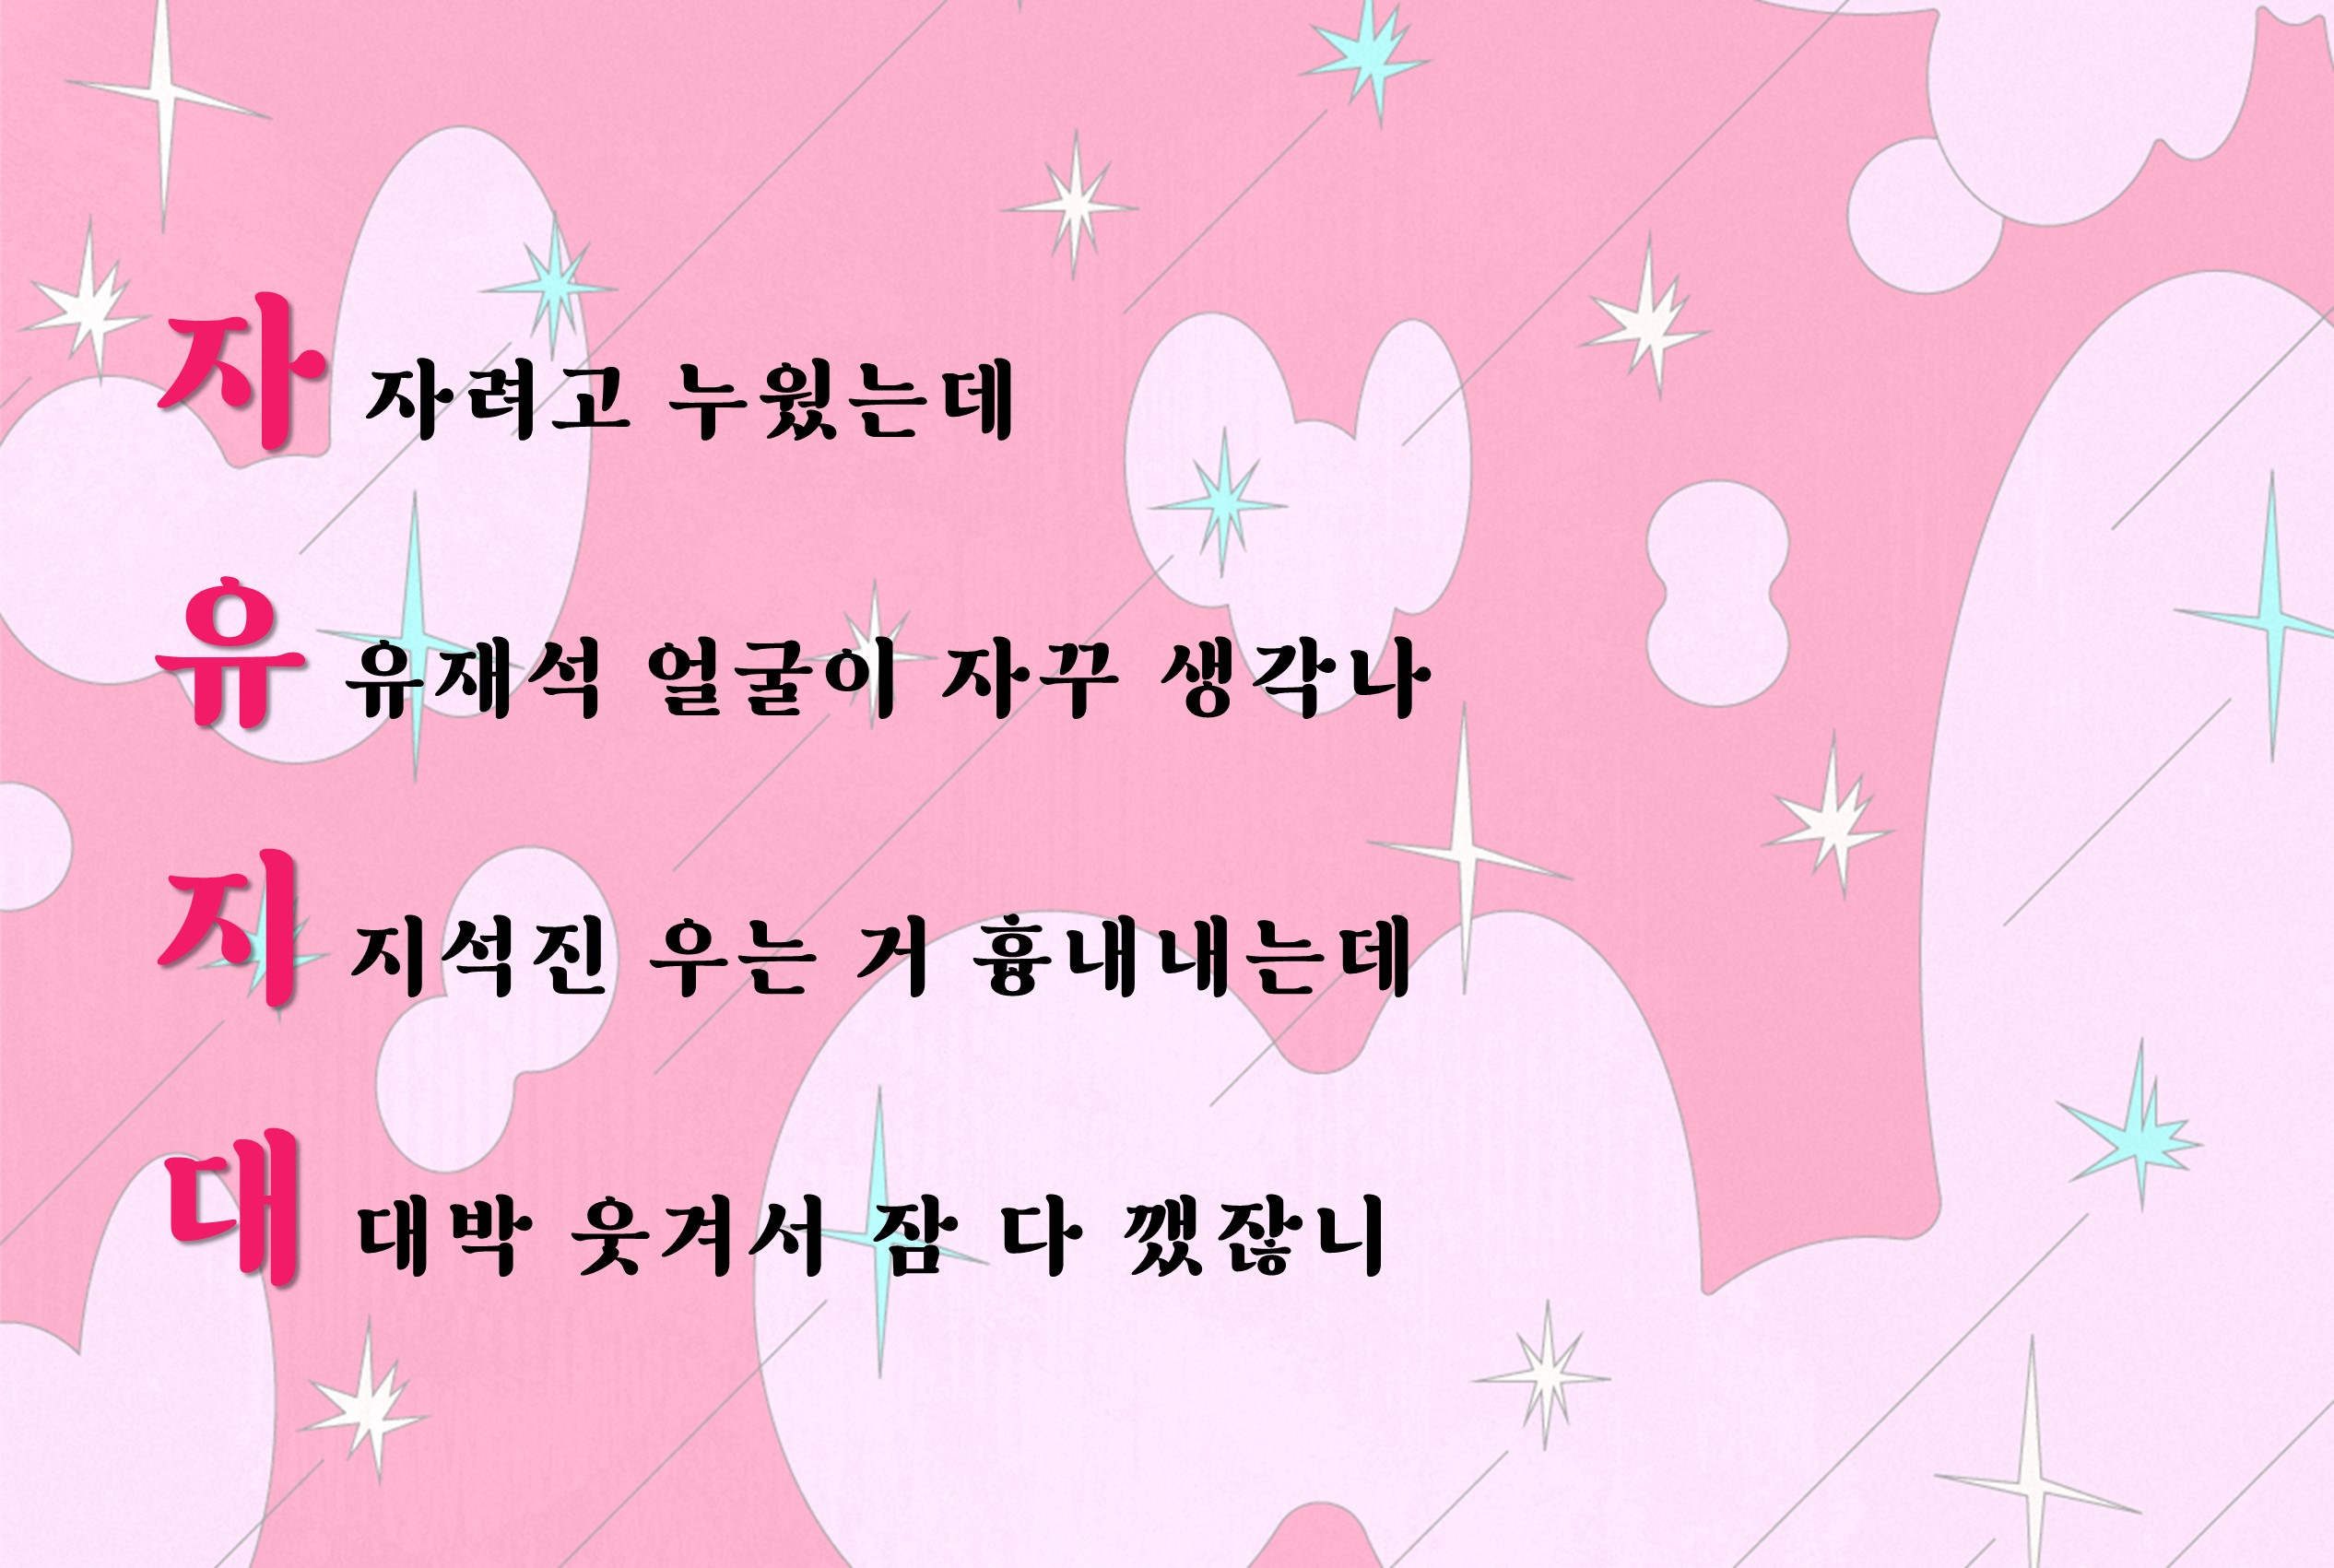 자 자려고 누웠는데
유 유재석 얼굴이 자꾸 생각나
지 지석진 우는 거 흉내내는데
대 대박 웃겨서 잠 다 깼잖니